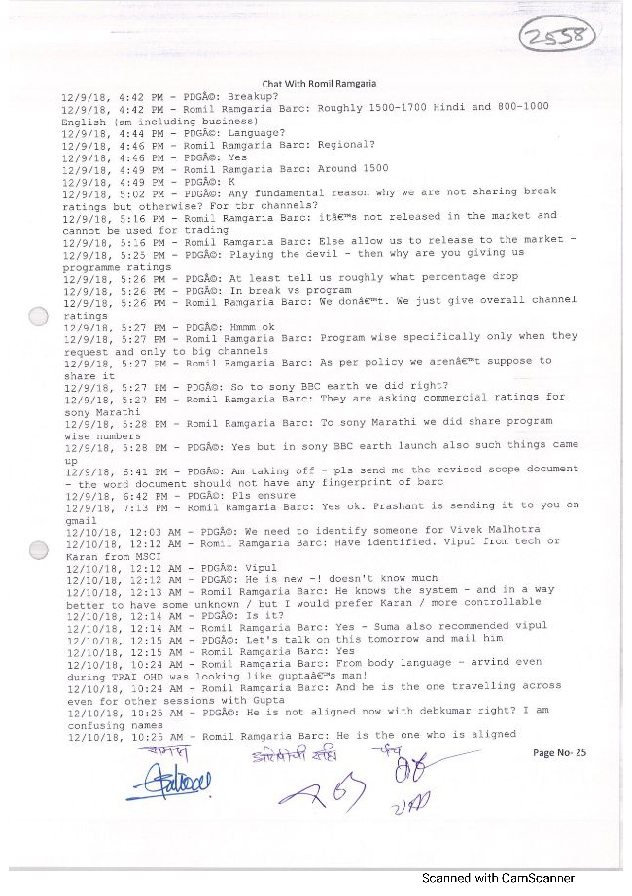 2558
Chat With Romil Ramgaria
12/9/18, 4:42 PM - PDGÃ©: Breakup?
12/9/18, 4:42 PM - Romil Ramgaria Barc: Roughly 1500-1700 Hindi and 800-1000
English (am including business)
12/9/18, 4:44 PM - PDGÃ©: Language?
12/9/18, 4:46 PM - Romil Ramgaria Barc: Regional?
12/9/18, 4:46 PM - PDGÃ©: Yes
12/9/18, 4:49 PM - Romil Ramgaria Barc: Around 1500
12/9/18, 4:49 PM - PDGÃ©: K
12/9/18, 5:02 PM - PDGÃ©: Any fundamental reason why we are not sharing break
ratings but otherwise? For tbr channels?
12/9/18, 5:16 PM - Romil Ramgaria Barc: itâ€™s not released in the market and
cannot be used for trading
12/9/18, 5:16 PM - Romil Ramgaria Barc: Else allow us to release to the market -
12/9/18, 5:25 PM - PDGÃ©: Playing the devil - then why are you giving us
programme ratings
12/9/18, 5:26 PM - PDGÃ©: At least tell us roughly what percentage drop
12/9/18, 5:26 PM - PDGÃ©: In break vs program
12/9/18, 5:26 PM - Romil Ramgaria Barc: We donâ€™t. We just give overall channel
ratings
12/9/18, 5:27 PM - PDGÃ©: Hmmm ok
12/9/18, 5:27 PM - Romil Ramgaria Barc: Program wise specifically only when they
request and only to big channels
12/9/18, 5:27 PM - Romil Ramgaria Barc: As per policy we arenâ€™t suppose to
share it
12/9/18, 5:27 PM - PDGÃ©: So to sony BBC earth we did right?
12/9/18, 5:27 PM - Romil Ramgaria Barc: They are asking commercial ratings for
sony Marathi
12/9/18, 5:28 PM - Romil Ramgaria Barc: To sony Marathi we did share program
wise numbers
12/9/18, 5:28 PM - PDGÃ©: Yes but in sony BBC earth launch also such things came
up
12/9/18, 5:41 PM - PDGÃ©: Am taking off - pls send me the revised scope document
- the word document should not have any fingerprint of barc
12/9/18, 6:42 PM - PDGÃ©: Pls ensure
12/9/18, 7:13 PM - Romil Ramgaria Barc: Yes ok. Prashant is sending it to you on
gmail
12/10/18, 12:03 AM - PDGÃ©: We need to identify someone for Vivek Malhotra
12/10/18, 12:12 AM - Romil Ramgaria Barc: Have identified. Vipul from tech or
Karan from MSCI
12/10/18, 12:12 AM - PDGÃ©: Vipul
12/10/18, 12:12 AM - PDGÃ©: He is new -! doesn't know much
12/10/18, 12:13 AM - Romil Ramgaria Barc: He knows the system - and in a way
better to have some unknown / but I would prefer Karan / more controllable
12/10/18, 12:14 AM - PDGÃ©: Is it?
12/10/18, 12:14 AM - Romil Ramgaria Barc: Yes - Suma also recommended vipul
12/10/18, 12:15 AM - PDGÃ©: Let's talk on this tomorrow and mail him
12/10/18, 12:15 AM - Romil Ramgaria Barc: Yes
12/10/18, 10:24 AM - Romil Ramgaria Barc: From body language - arvind even
during TRAI OHD was looking like guptaâ€™s man!
12/10/18, 10:24 AM - Romil Ramgaria Barc: And he is the one travelling across
even for other sessions with Gupta
12/10/18, 10:25 AM - PDGÃ©: He is not aligned now with debkumar right? I am
confusing names
12/10/18, 10:25 AM - Romil Ramgaria Barc: He is the one who is aligned
पंच
Page No- 25
Scanned with CamScanner